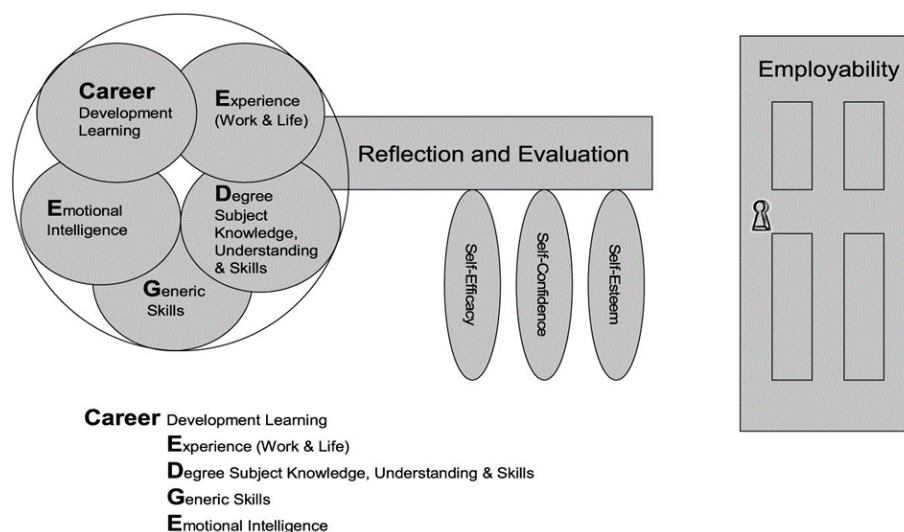 Career
Development
Learning
Experience
(Work & Life)
Emotional
Intelligence
Degree
Subject
Knowledge,
Understanding
& Skills
Generic
Skills
Reflection and Evaluation
Self-Efficacy
Self-Confidence
Self-Esteem
Employability
Career Development Learning
Experience (Work & Life)
Degree Subject Knowledge, Understanding & Skills
Generic Skills
Emotional Intelligence